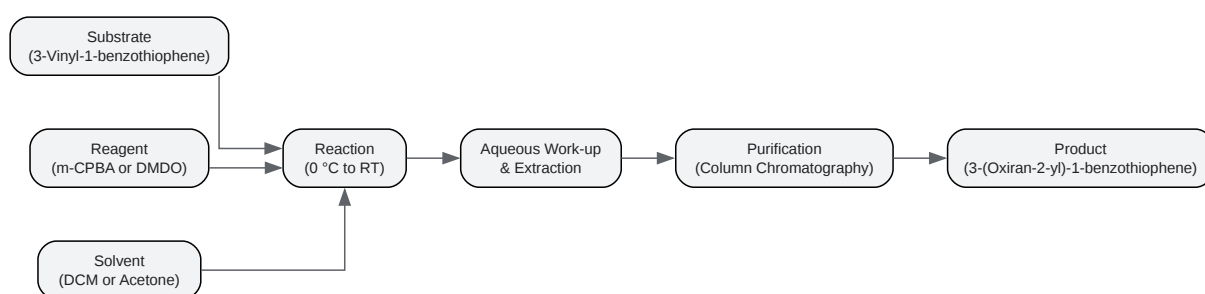 Substrate
(3-Vinyl-1-benzothiophene)
Reagent
(m-CPBA or DMDO)
Solvent
(DCM or Acetone)
Reaction
(0 °C to RT)
Aqueous Work-up
& Extraction
Purification
(Column Chromatography)
Product
(3-(Oxiran-2-yl)-1-benzothiophene)